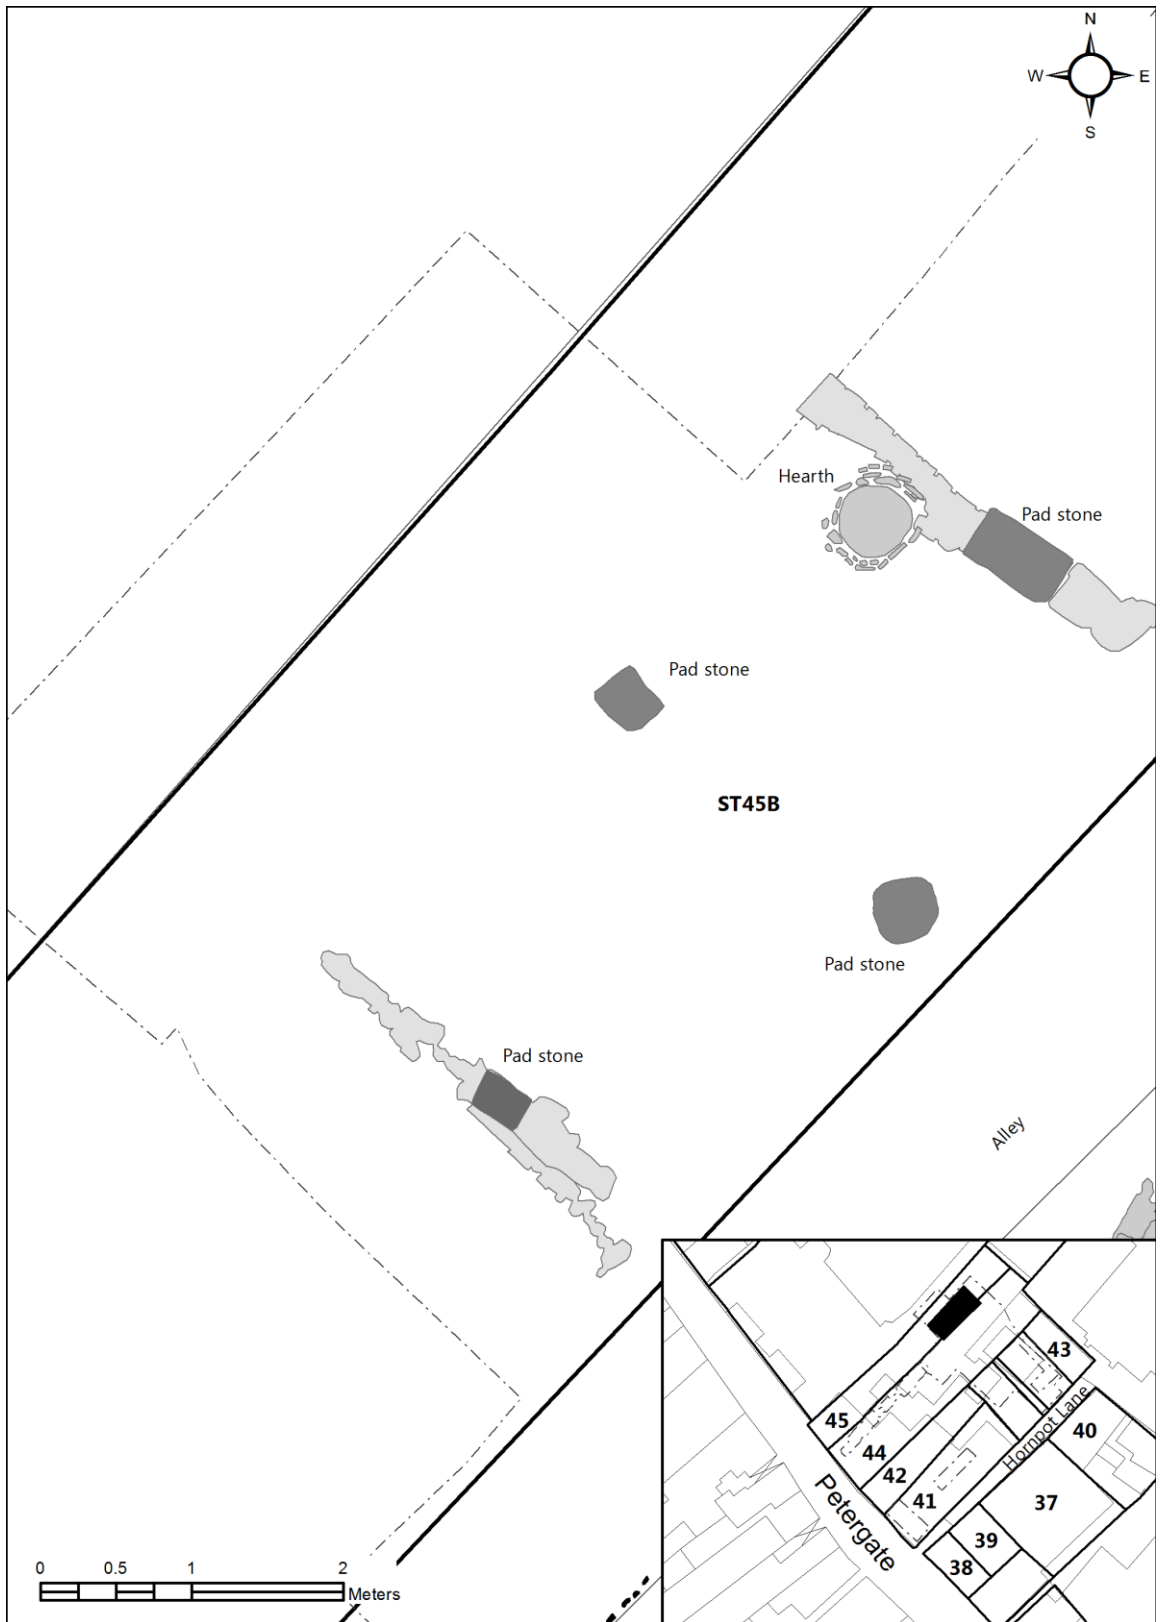 N
W E
S
Hearth
Pad stone
Pad stone
ST45B
Pad stone
Pad stone
Alley
43
45
Hornpot Lane
40
44
42
37
41
Petergate
39
38
0 0.5 1 2
Meters